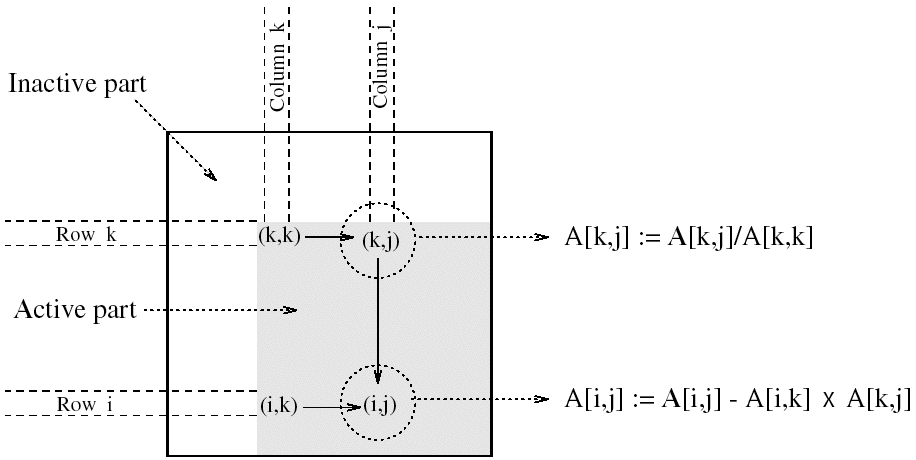 Column k
Column j
Inactive part
Row k
(k,k)
(k,j)
A[k,j] := A[k,j]/A[k,k]
Active part
Row i
(i,k)
(i,j)
A[i,j] := A[i,j] - A[i,k] x A[k,j]